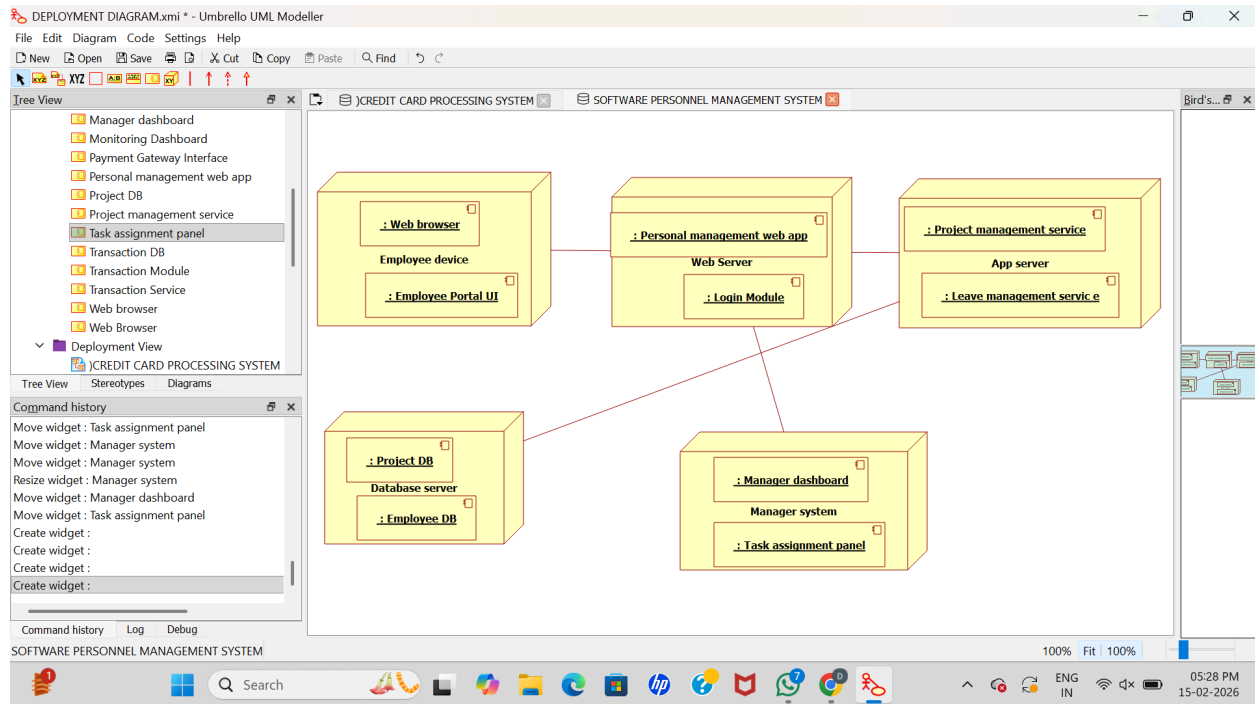 DEPLOYMENT DIAGRAM.xmi * - Umbrello UML Modeller
File Edit Diagram Code Settings Help
New Open Save Cut Copy Paste Find
XYZ XYZ A:B XY
Tree View
)CREDIT CARD PROCESSING SYSTEM
SOFTWARE PERSONNEL MANAGEMENT SYSTEM
Bird's...
Manager dashboard
Monitoring Dashboard
Payment Gateway Interface
Personal management web app
Project DB
Project management service
Task assignment panel
Transaction DB
Transaction Module
Transaction Service
Web browser
Web Browser
Deployment View
)CREDIT CARD PROCESSING SYSTEM
Tree View Stereotypes Diagrams
Command history
Move widget : Task assignment panel
Move widget : Manager system
Move widget : Manager system
Resize widget : Manager system
Move widget : Manager dashboard
Move widget : Task assignment panel
Create widget :
Create widget :
Create widget :
Create widget :
Command history Log Debug
: Web browser
Employee device
: Employee Portal UI
: Personal management web app
Web Server
: Login Module
: Project management service
App server
: Leave management servic e
: Project DB
Database server
: Employee DB
: Manager dashboard
Manager system
: Task assignment panel
SOFTWARE PERSONNEL MANAGEMENT SYSTEM
100% Fit 100%
1
Search
hp
7
D
ENG
IN
05:28 PM
15-02-2026